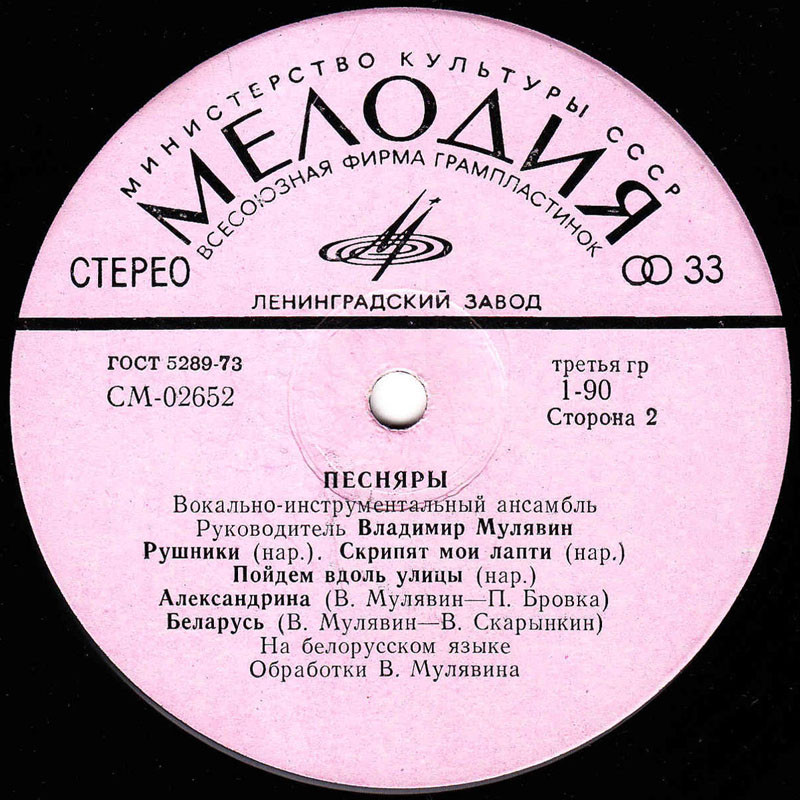 МИНИСТЕРСТВО КУЛЬТУРЫ СССР
МЕЛОДИЯ
ВСЕСОЮЗНАЯ ФИРМА ГРАМПЛАСТИНОК
СТЕРЕО
33
ЛЕНИНГРАДСКИЙ ЗАВОД
ГОСТ 5289-73
СМ-02652
третья гр
1-90
Сторона 2
ПЕСНЯРЫ
Вокально-инструментальный ансамбль
Руководитель Владимир Мулявин
Рушники (нар.). Скрипят мои лапти (нар.)
Пойдем вдоль улицы (нар.)
Александрина (В. Мулявин—П. Бровка)
Беларусь (В. Мулявин—В. Скарынкин)
На белорусском языке
Обработки В. Мулявина